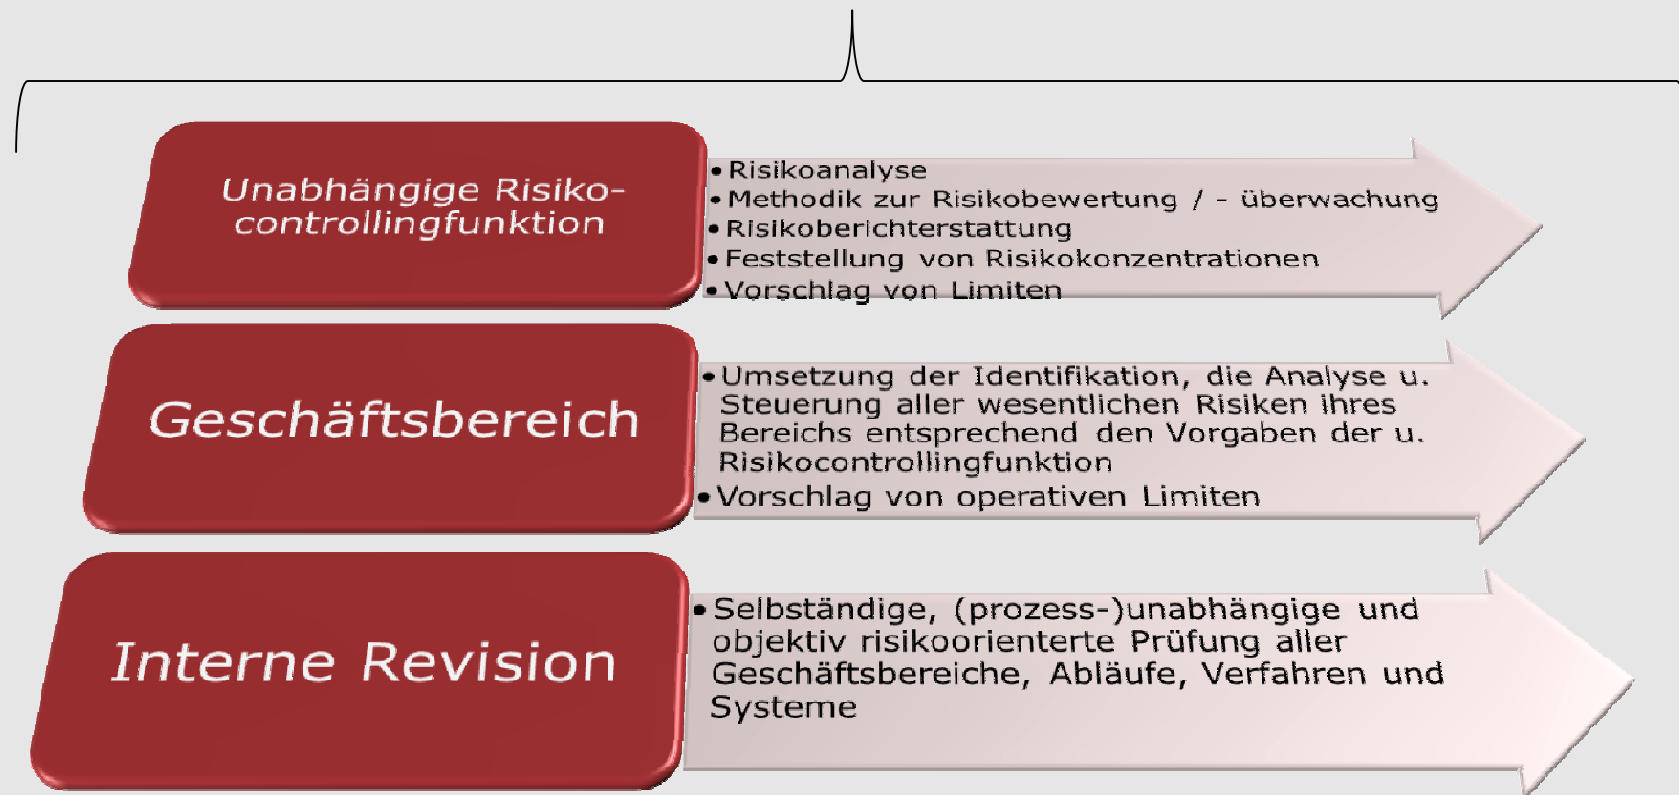 Unabhängige Risiko-
controllingfunktion
• Risikoanalyse
• Methodik zur Risikobewertung / - überwachung
• Risikoberichterstattung
• Feststellung von Risikokonzentrationen
• Vorschlag von Limiten
Geschäftsbereich
• Umsetzung der Identifikation, die Analyse u.
Steuerung aller wesentlichen Risiken ihres
Bereichs entsprechend den Vorgaben der u.
Risikocontrollingfunktion
• Vorschlag von operativen Limiten
Interne Revision
• Selbständige, (prozess-)unabhängige und
objektiv risikoorienterte Prüfung aller
Geschäftsbereiche, Abläufe, Verfahren und
Systeme